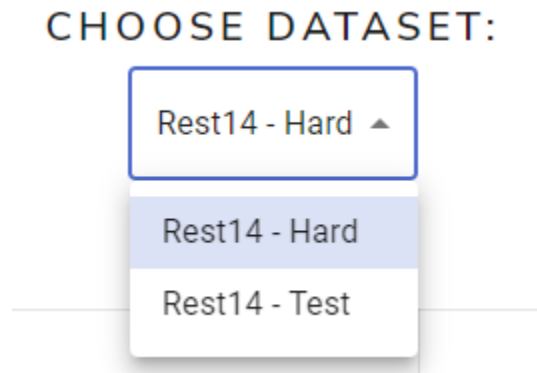 CHOOSE DATASET:
Rest14 - Hard
Rest14 - Hard
Rest14 - Test